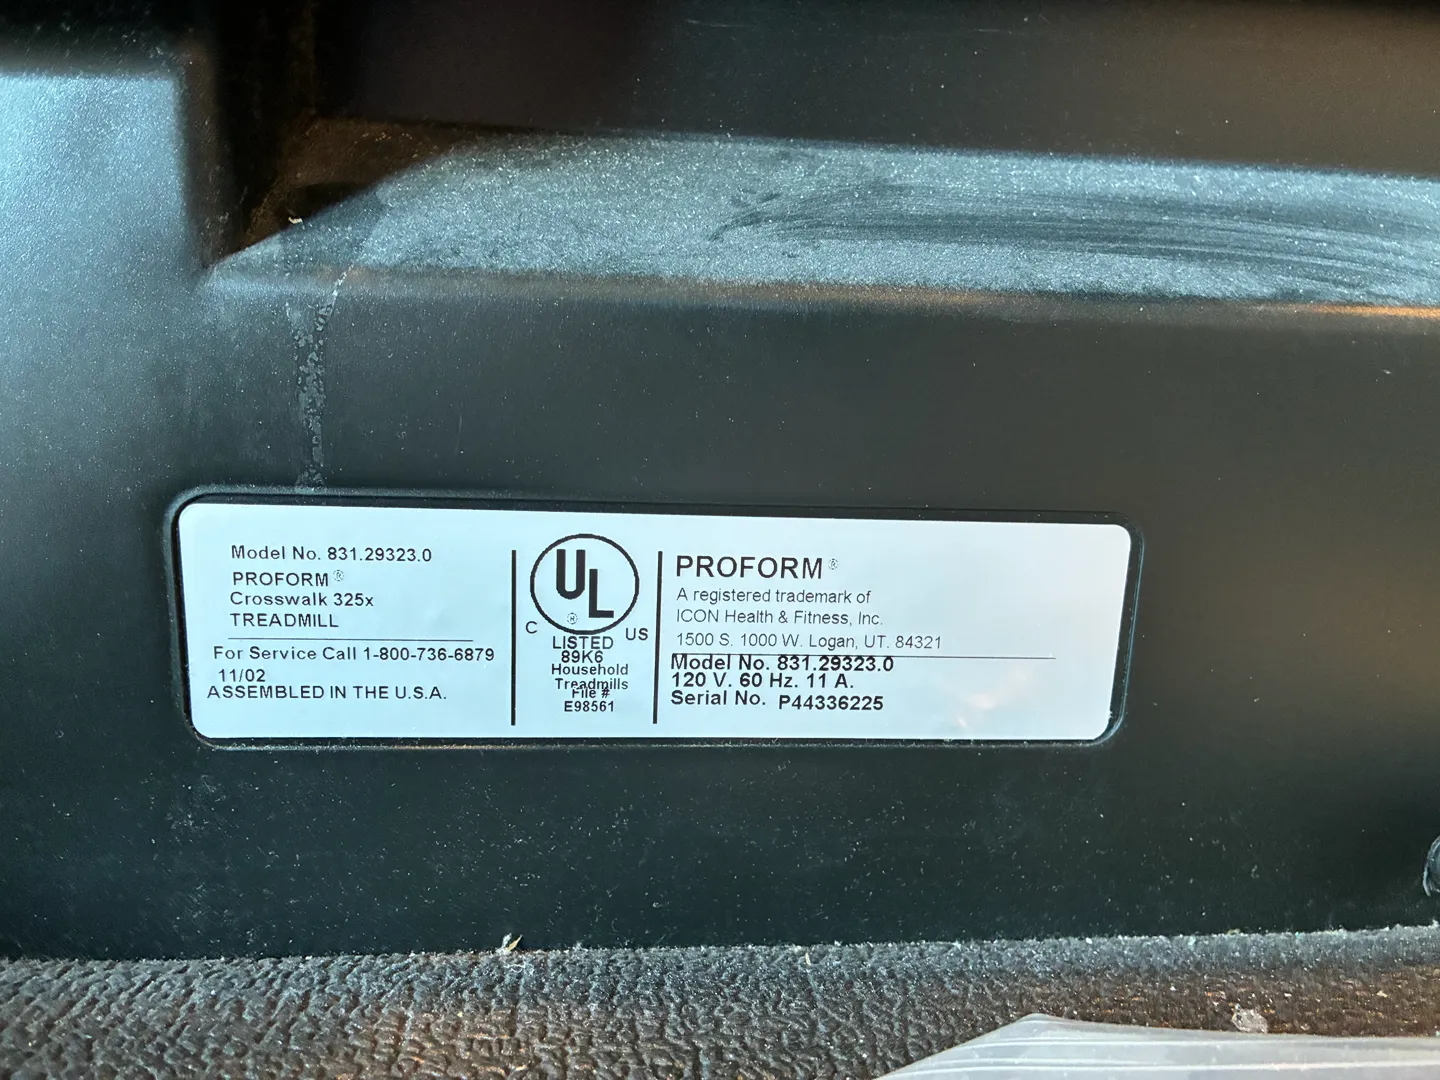 Model No. 831.29323.0
PROFORM®
Crosswalk 325x
TREADMILL
For Service Call 1-800-736-6879
11/02
ASSEMBLED IN THE U.S.A.
UL ®
C US
LISTED
89K6
Household
Treadmills
File #
E98561
PROFORM®
A registered trademark of
ICON Health & Fitness, Inc.
1500 S. 1000 W. Logan, UT. 84321
Model No. 831.29323.0
120 V. 60 Hz. 11 A.
Serial No. P44336225